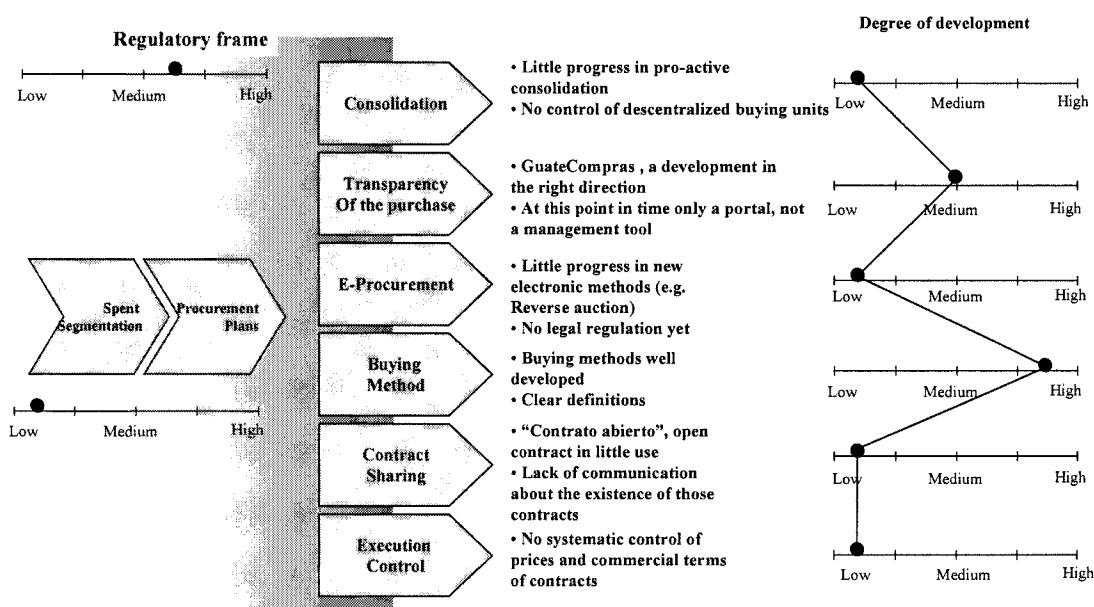 Degree of development
Regulatory frame
Low Medium High
Consolidation
• Little progress in pro-active
consolidation
• No control of descentralized buying units
Low Medium High
Transparency
Of the purchase
• GuateCompras , a development in
the right direction
• At this point in time only a portal, not
a management tool
Low Medium High
Spent
Segmentation
Procurement
Plans
Low Medium High
E-Procurement
• Little progress in new
electronic methods (e.g.
Reverse auction)
• No legal regulation yet
Low Medium High
Buying
Method
• Buying methods well
developed
• Clear definitions
Low Medium High
Contract
Sharing
• “Contrato abierto”, open
contract in little use
• Lack of communication
about the existence of those
contracts
Low Medium High
Execution
Control
• No systematic control of
prices and commercial terms
of contracts
Low Medium High